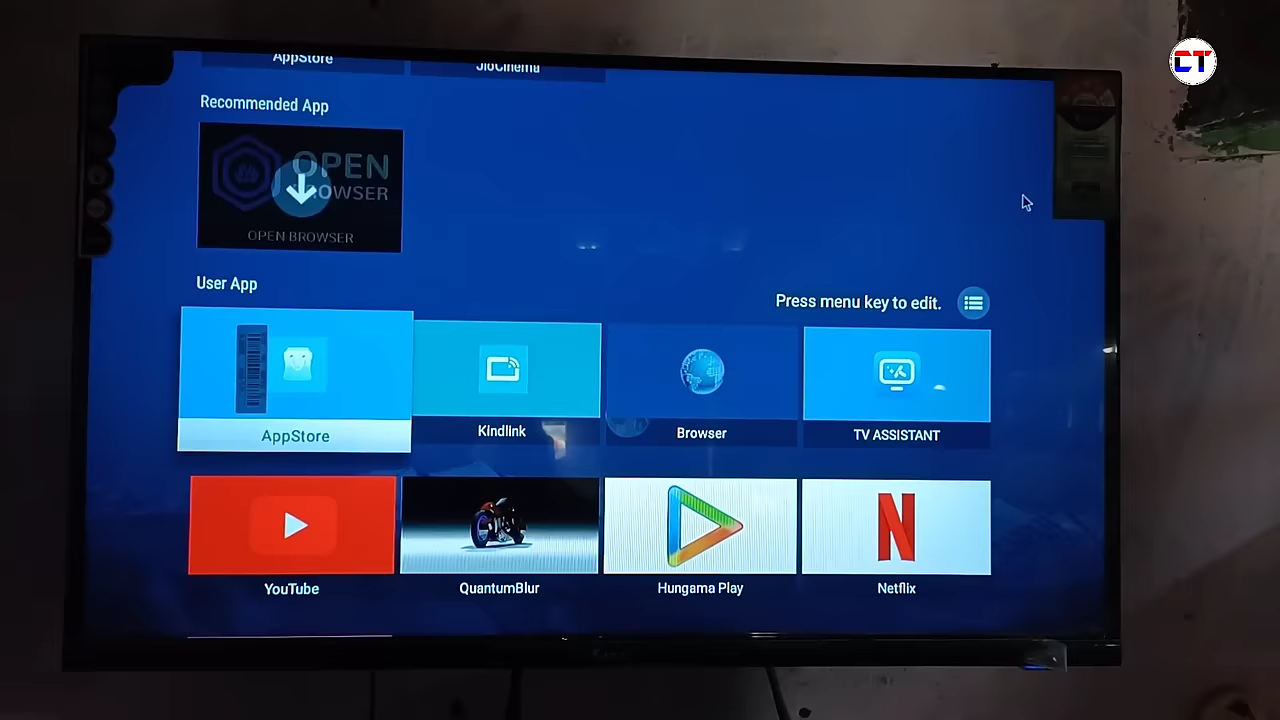 CT
AppStore
JioCinema
Recommended App
OPEN
BROWSER
OPEN BROWSER
User App
Press menu key to edit.
AppStore
Kindlink
Browser
TV ASSISTANT
YouTube
QuantumBlur
Hungama Play
N
Netflix